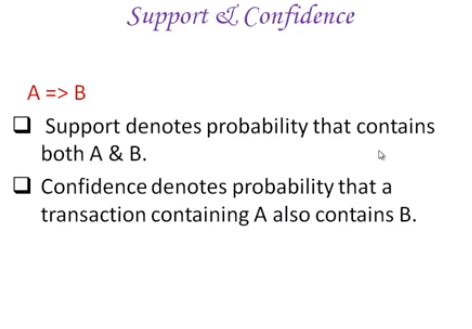 Support & Confidence
A => B
❑ Support denotes probability that contains
both A & B.
❑ Confidence denotes probability that a
transaction containing A also contains B.